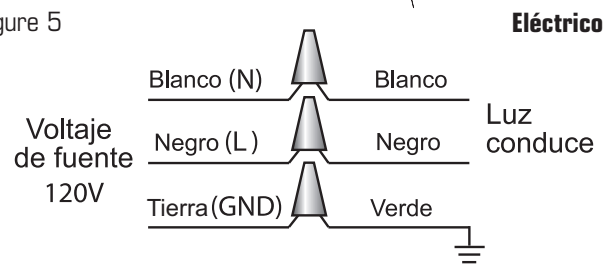 gure 5
Eléctrico
Blanco (N) Blanco
Voltaje de fuente 120V
Negro (L) Negro
Luz conduce
Tierra (GND) Verde